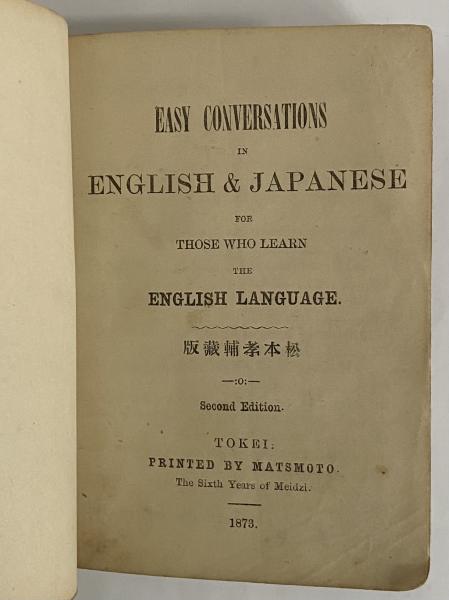 EASY CONVERSATIONS
IN
ENGLISH & JAPANESE
FOR
THOSE WHO LEARN
THE
ENGLISH LANGUAGE.
版藏輔孝本松
—:o:—
Second Edition.
TOKEI:
PRINTED BY MATSMOTO.
The Sixth Years of Meidzi.
1873.